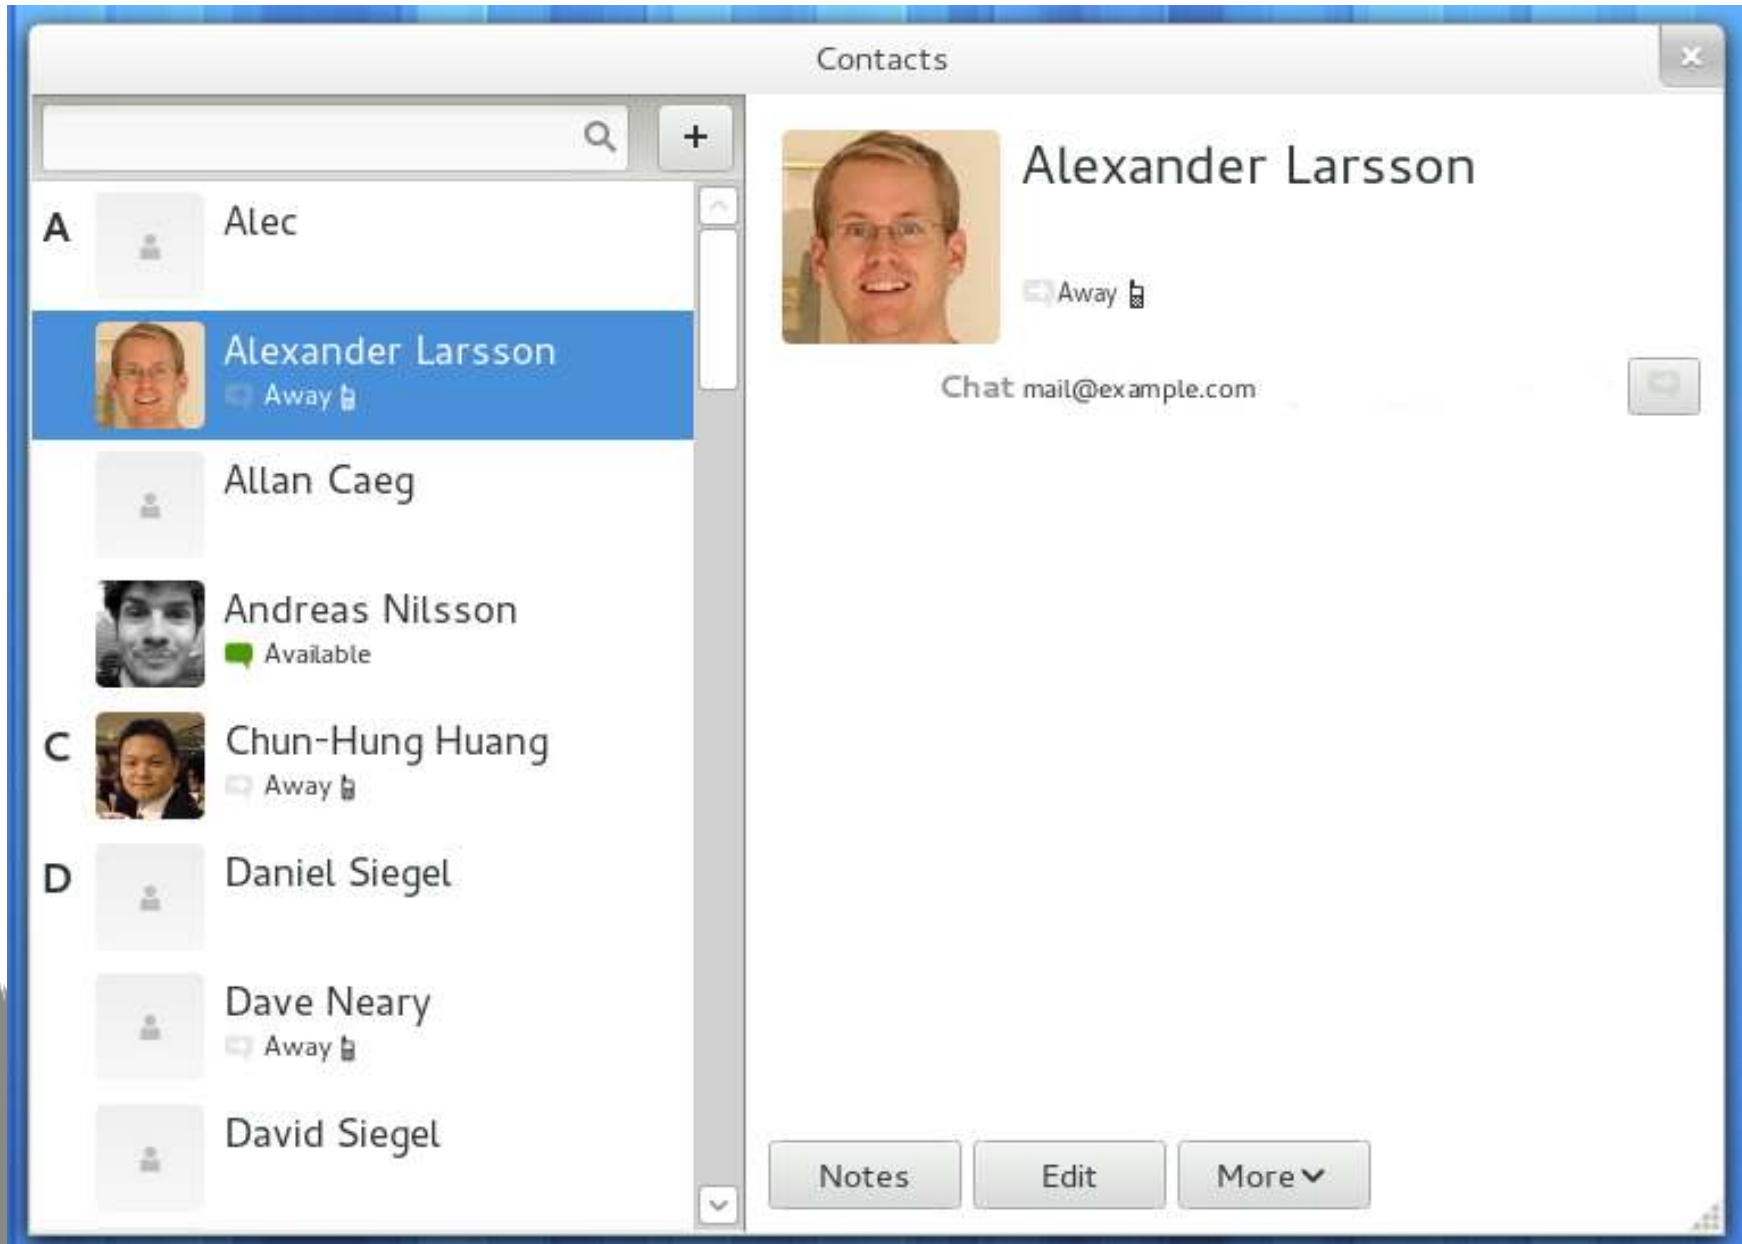 Contacts
+
A
Alec
Alexander Larsson
Away
Allan Caeg
Andreas Nilsson
Available
C
Chun-Hung Huang
Away
D
Daniel Siegel
Dave Neary
Away
David Siegel
Alexander Larsson
Away
Chat mail@example.com
Notes
Edit
More